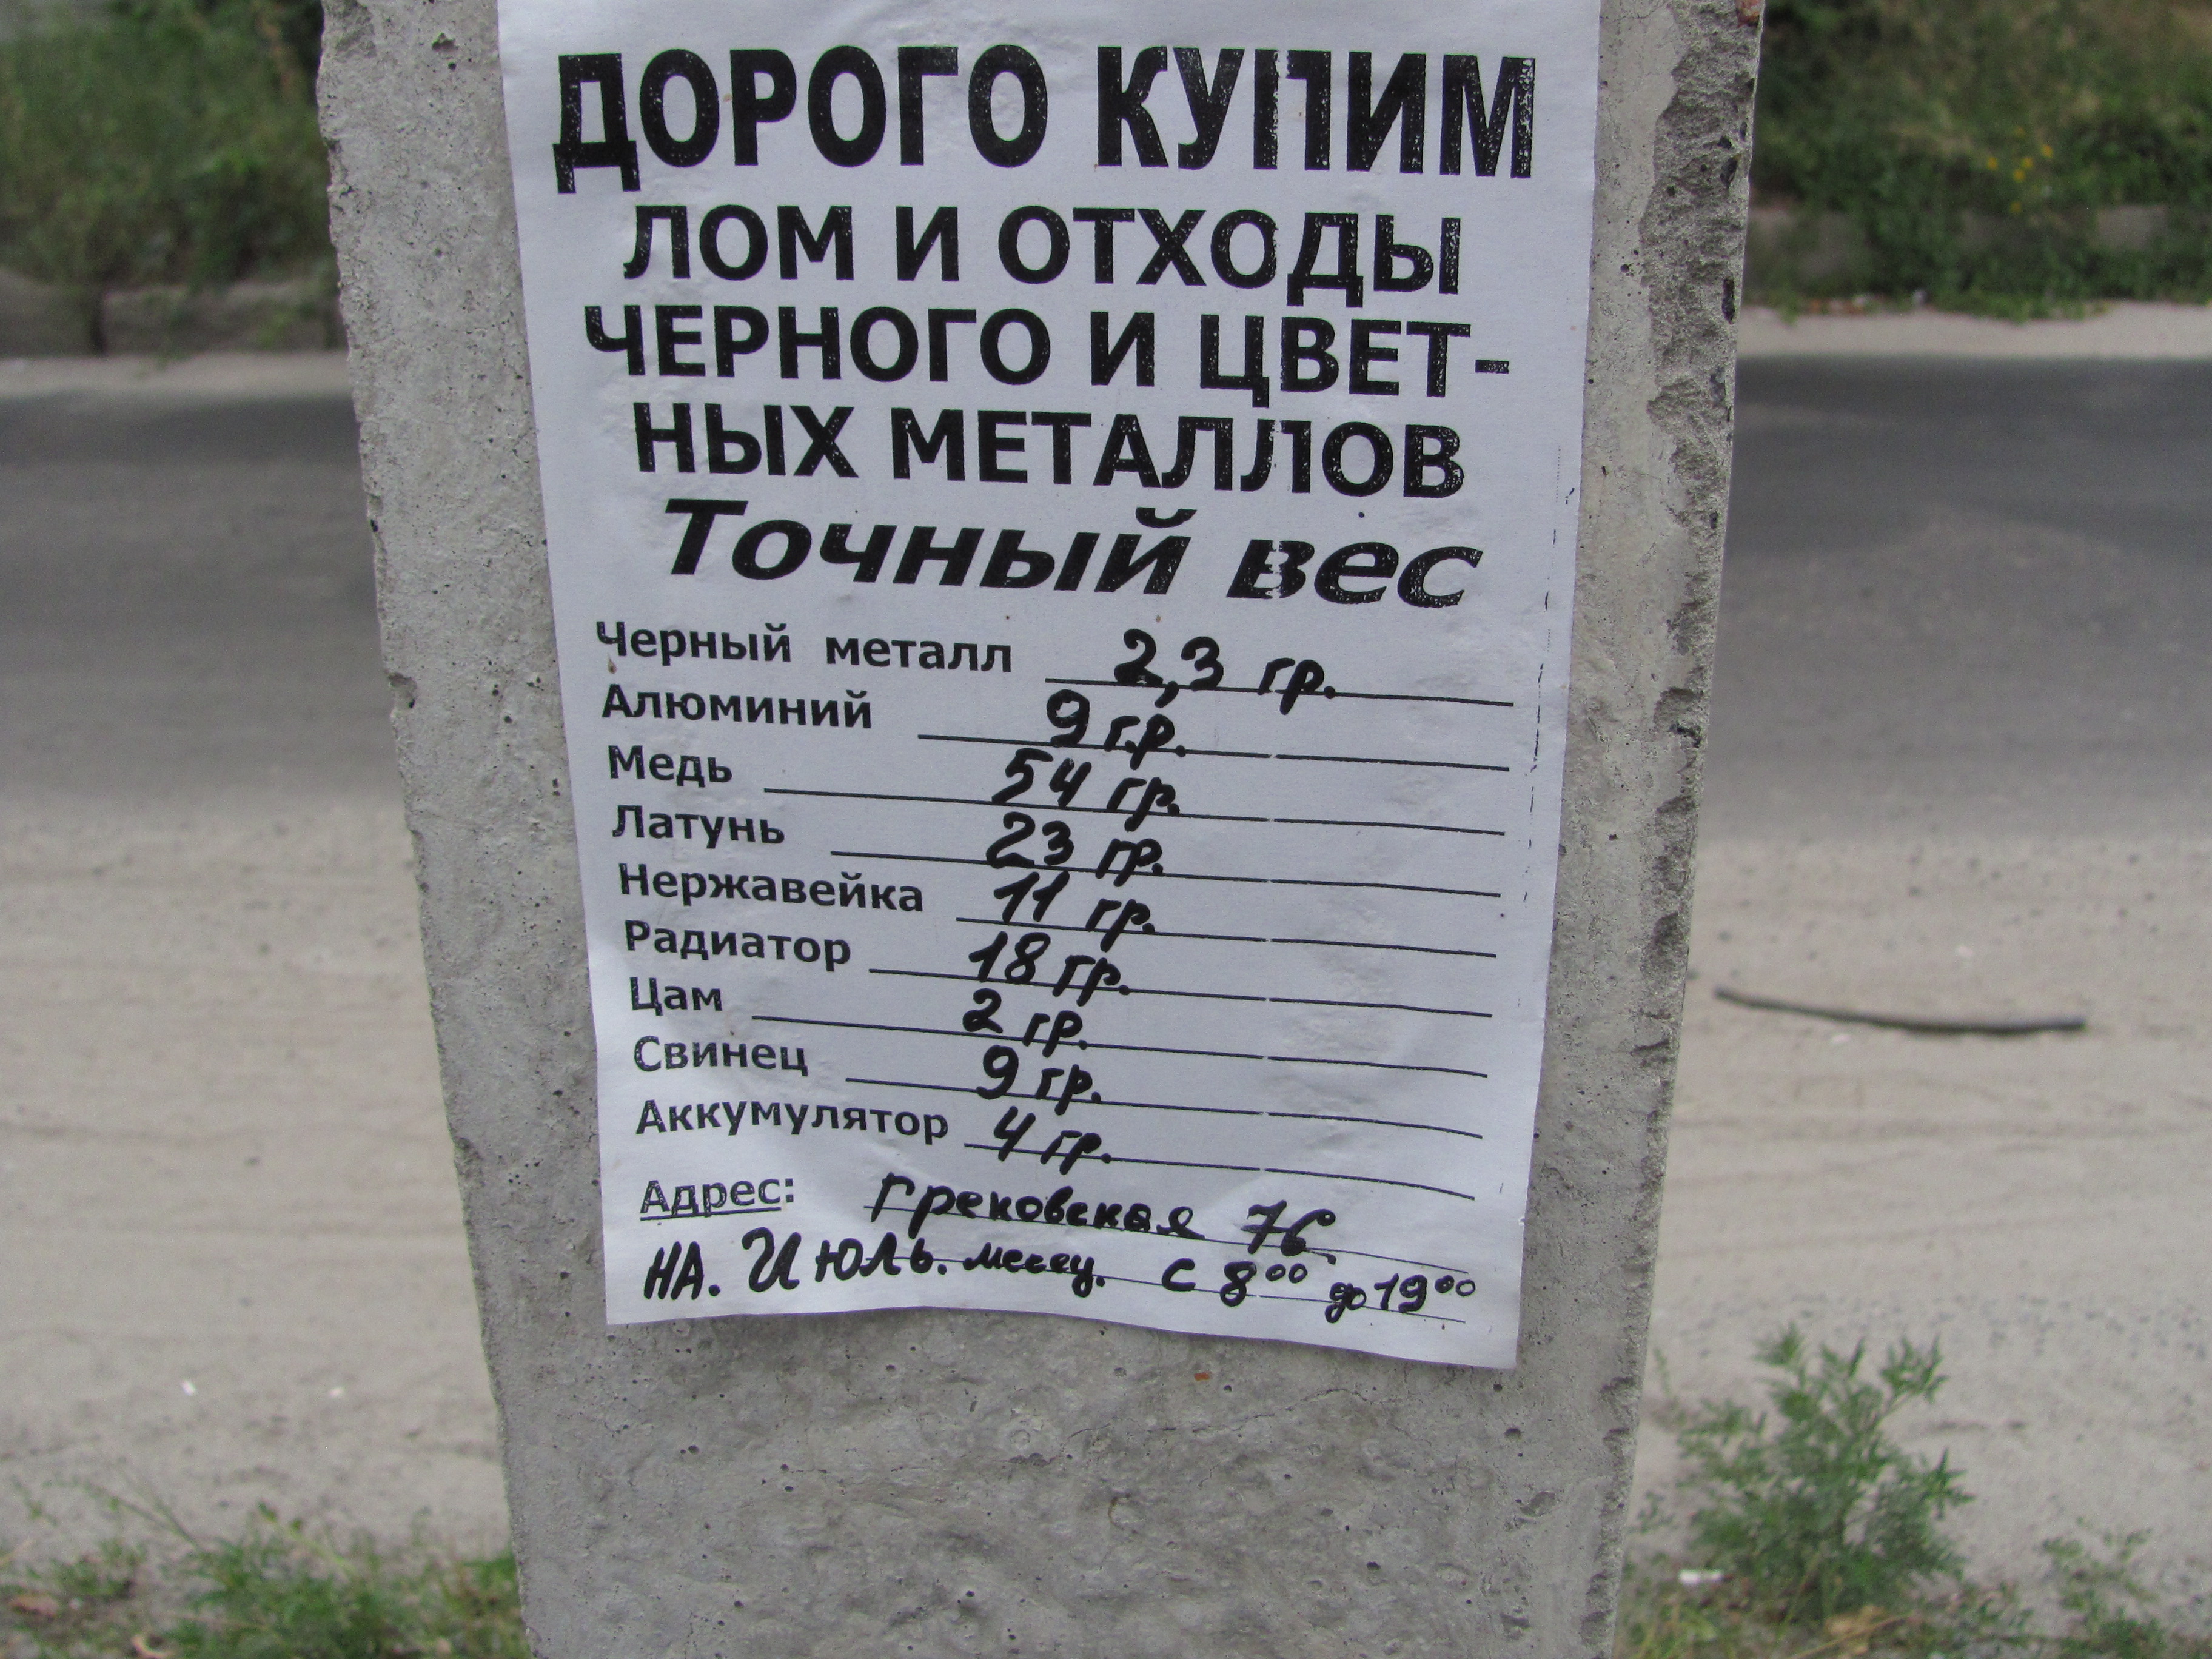 ДОРОГО КУПИМ
ЛОМ И ОТХОДЫ
ЧЕРНОГО И ЦВЕТ-
НЫХ МЕТАЛЛОВ
Точный вес
Черный металл 2,3 гр.
Алюминий 9 г.р.
Медь 54 гр.
Латунь 23 гр.
Нержавейка 11 гр.
Радиатор 18 гр.
Цам 2 гр.
Свинец 9 гр.
Аккумулятор 4 гр.
Адрес: Грековская 76.
НА. Июль. месец. с 8⁰⁰ до 19⁰⁰